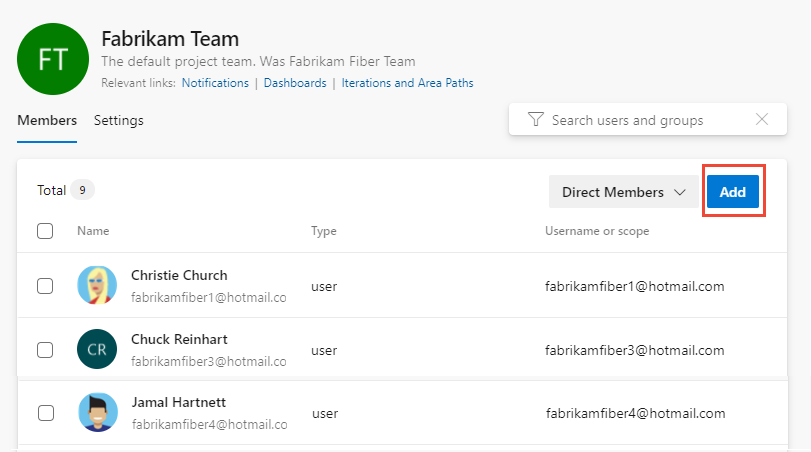 FT
Fabrikam Team
The default project team. Was Fabrikam Fiber Team
Relevant links: Notifications | Dashboards | Iterations and Area Paths
Members Settings
Search users and groups
Total 9
Direct Members Add
Name Type Username or scope
Christie Church
fabrikamfiber1@hotmail.co
user fabrikamfiber1@hotmail.com
CR
Chuck Reinhart
fabrikamfiber3@hotmail.co
user fabrikamfiber3@hotmail.com
Jamal Hartnett
fabrikamfiber4@hotmail.co
user fabrikamfiber4@hotmail.com